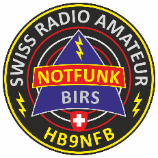 SWISS RADIO AMATEUR
NOTFUNK
BIRS
HB9NFB